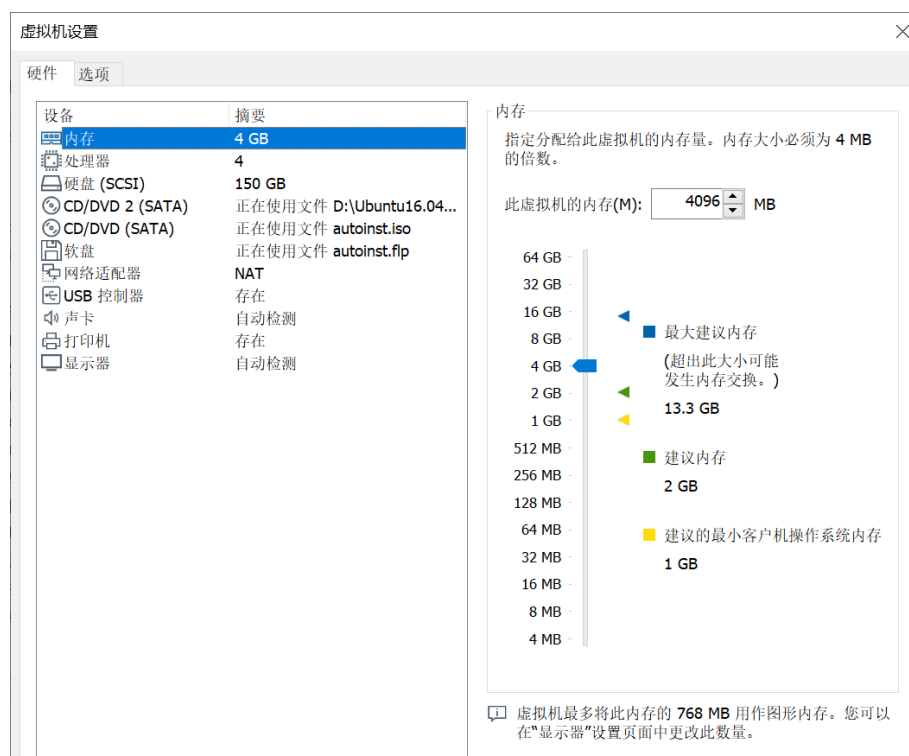 虚拟机设置
硬件 选项
设备 摘要
内存 4 GB
处理器 4
硬盘 (SCSI) 150 GB
CD/DVD 2 (SATA) 正在使用文件 D:\Ubuntu16.04...
CD/DVD (SATA) 正在使用文件 autoinst.iso
软盘 正在使用文件 autoinst.flp
网络适配器 NAT
USB 控制器 存在
声卡 自动检测
打印机 存在
显示器 自动检测
内存
指定分配给此虚拟机的内存量。内存大小必须为 4 MB
的倍数。
此虚拟机的内存(M): 4096 MB
64 GB
32 GB
16 GB
8 GB
4 GB
2 GB
1 GB
512 MB
256 MB
128 MB
64 MB
32 MB
16 MB
8 MB
4 MB
最大建议内存
(超出此大小可能
发生内存交换。)
13.3 GB
建议内存
2 GB
建议的最小客户机操作系统内存
1 GB
虚拟机最多将此内存的 768 MB 用作图形内存。您可以
在“显示器”设置页面中更改此数量。